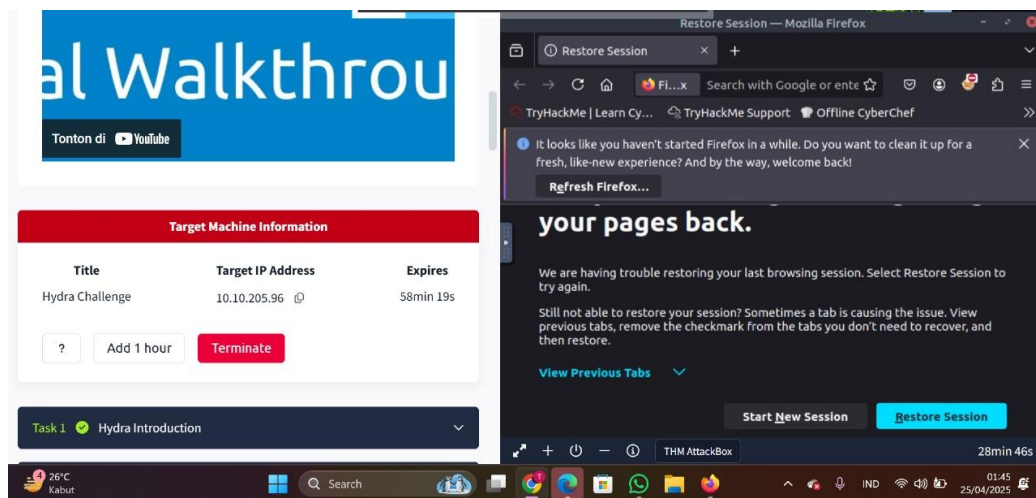 al Walkthrou
Tonton di YouTube
Target Machine Information
Title Target IP Address Expires
Hydra Challenge 10.10.205.96 58min 19s
? Add 1 hour Terminate
Task 1 Hydra Introduction
Restore Session — Mozilla Firefox
Restore Session
Fi...x Search with Google or ente
TryHackMe | Learn Cy... TryHackMe Support Offline CyberChef
It looks like you haven't started Firefox in a while. Do you want to clean it up for a
fresh, like-new experience? And by the way, welcome back!
Refresh Firefox...
your pages back.
We are having trouble restoring your last browsing session. Select Restore Session to
try again.
Still not able to restore your session? Sometimes a tab is causing the issue. View
previous tabs, remove the checkmark from the tabs you don't need to recover, and
then restore.
View Previous Tabs
Start New Session Restore Session
THM AttackBox 28min 46s
4 26°C
Kabut
Search
IND
01:45
25/04/2025